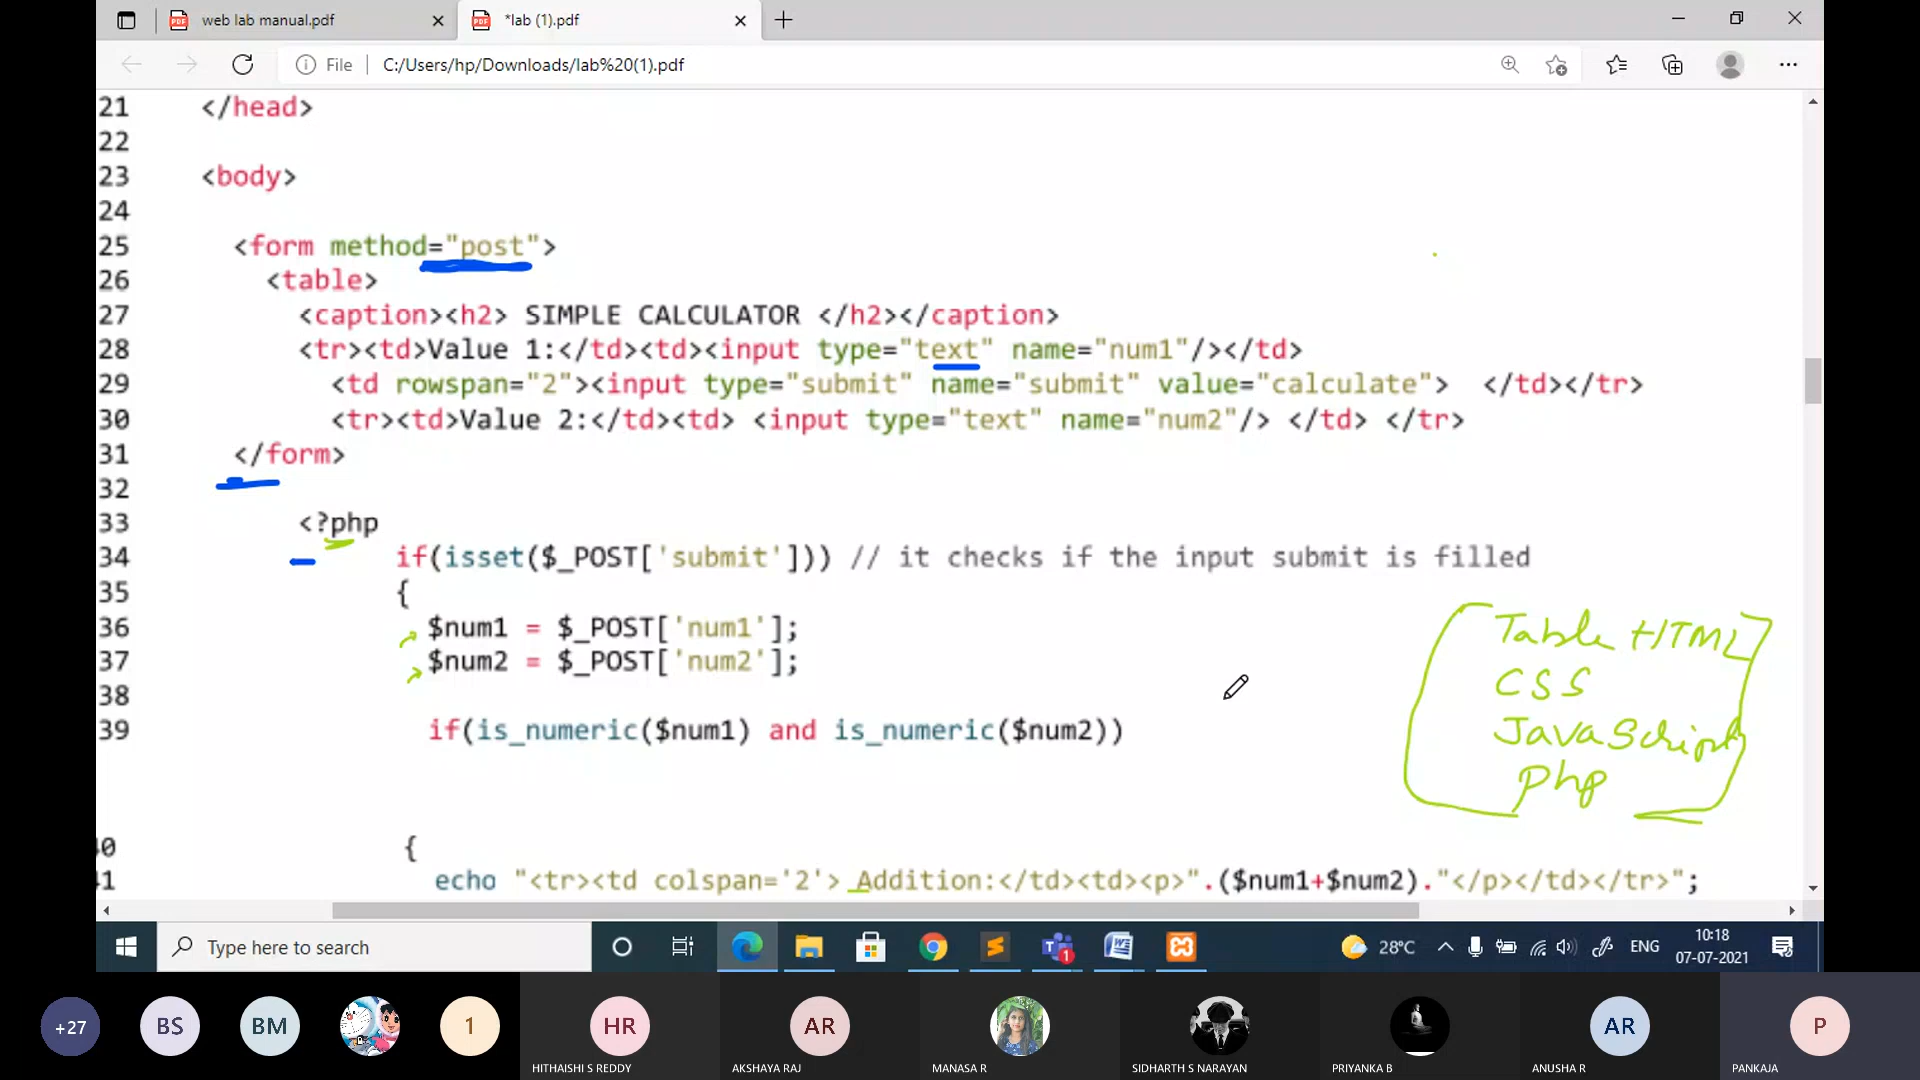 web lab manual.pdf
*lab (1).pdf
File
C:/Users/hp/Downloads/lab%20(1).pdf
21 </head>
22
23 <body>
24
25 <form method="post">
26 <table>
27 <caption><h2> SIMPLE CALCULATOR </h2></caption>
28 <tr><td>Value 1:</td><td><input type="text" name="num1"/></td>
29 <td rowspan="2"><input type="submit" name="submit" value="calculate"> </td></tr>
30 <tr><td>Value 2:</td><td> <input type="text" name="num2"/> </td> </tr>
31 </form>
32
33 <?php
34 if(isset($_POST['submit'])) // it checks if the input submit is filled
35 {
36 $num1 = $_POST['num1'];
37 $num2 = $_POST['num2'];
38
39 if(is_numeric($num1) and is_numeric($num2))
Table HTML
CSS
JavaScript
php
40 {
41 echo "<tr><td colspan='2'> Addition:</td><td><p>".($num1+$num2)."</p></td></tr>";
Type here to search
1
28°C
ENG
10:18
07-07-2021
+27
BS
BM
1
HR
AR
AR
P
HITHAISHI S REDDY
AKSHAYA RAJ
MANASA R
SIDHARTH S NARAYAN
PRIYANKA B
ANUSHA R
PANKAJA